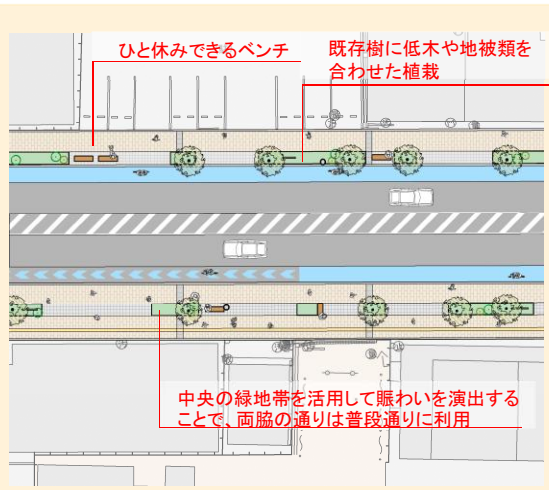 ひと休みできるベンチ
既存樹に低木や地被類を
合わせた植栽
中央の緑地帯を活用して賑わいを演出する
ことで、両脇の通りは普段通りに利用